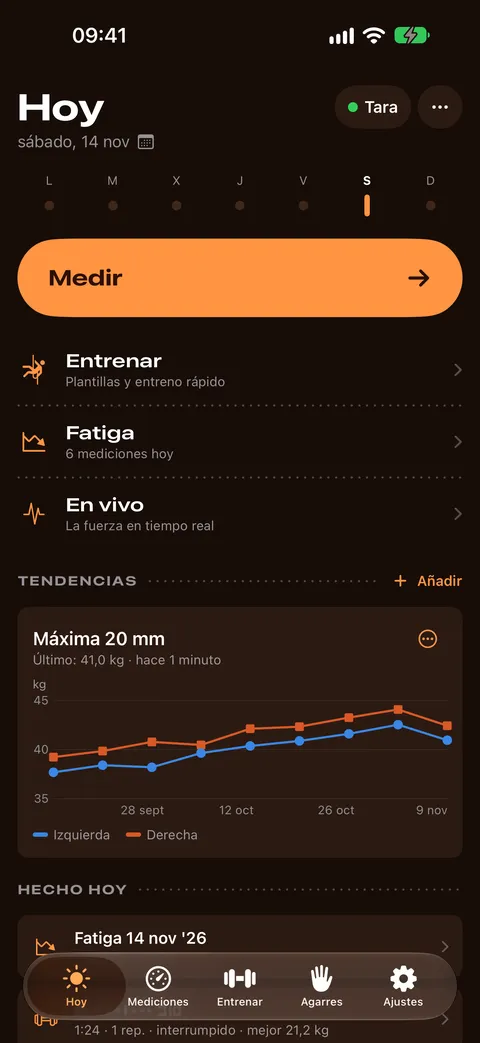 09:41
Hoy
Tara
sábado, 14 nov
L M X J V S D
Medir
Entrenar
Plantillas y entreno rápido
Fatiga
6 mediciones hoy
En vivo
La fuerza en tiempo real
TENDENCIAS
+ Añadir
Máxima 20 mm
Último: 41,0 kg · hace 1 minuto
kg
45
40
35
28 sept 12 oct 26 oct 9 nov
Izquierda Derecha
HECHO HOY
Fatiga 14 nov '26
Hoy Mediciones Entrenar Agarres Ajustes
1:24 · 1 rep. · interrumpido · mejor 21,2 kg